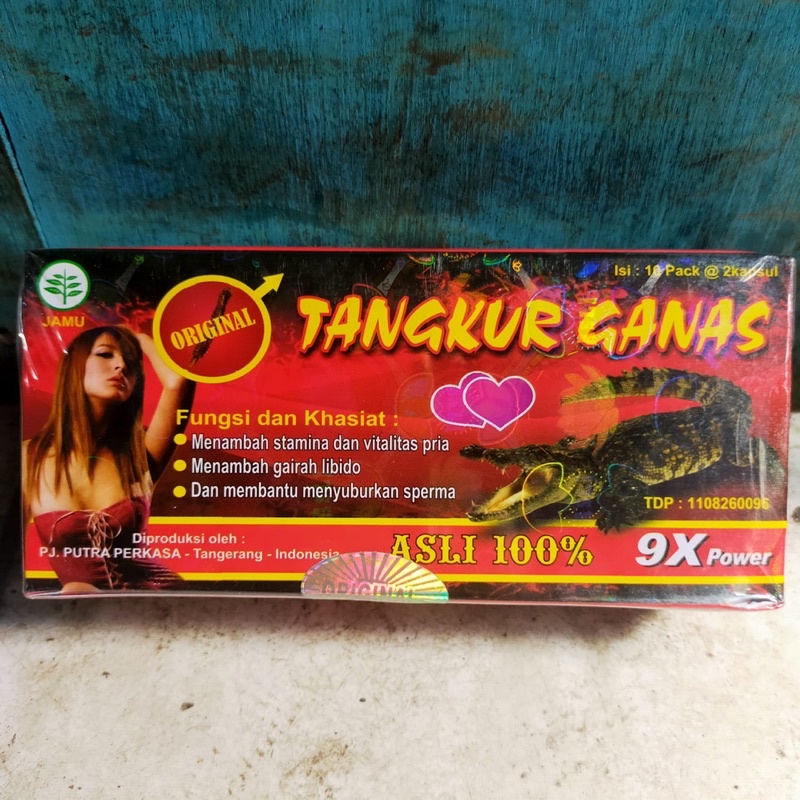 Isi : 10 Pack @ 2kapsul
JAMU
ORIGINAL
TANGKUR GANAS
Fungsi dan Khasiat :
Menambah stamina dan vitalitas pria
Menambah gairah libido
Dan membantu menyuburkan sperma
TDP : 1108260096
Diproduksi oleh :
PJ. PUTRA PERKASA - Tangerang - Indonesia
ASLI 100%
9X Power
ORIGINAL